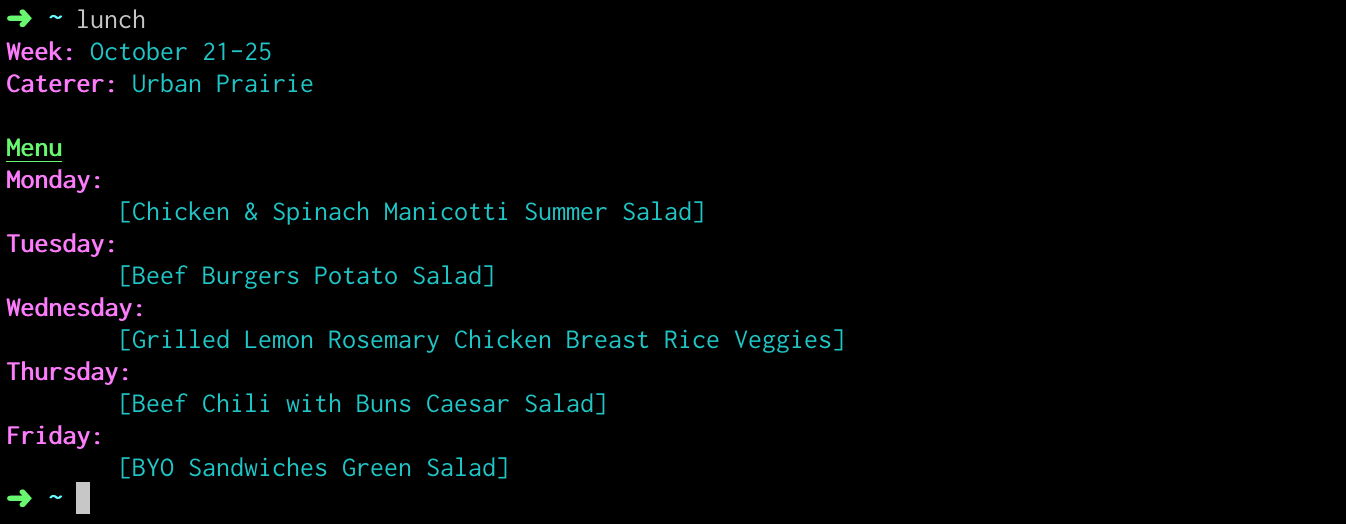 ➜ ~ lunch
Week: October 21-25
Caterer: Urban Prairie
Menu
Monday:
[Chicken & Spinach Manicotti Summer Salad]
Tuesday:
[Beef Burgers Potato Salad]
Wednesday:
[Grilled Lemon Rosemary Chicken Breast Rice Veggies]
Thursday:
[Beef Chili with Buns Caesar Salad]
Friday:
[BYO Sandwiches Green Salad]
➜ ~